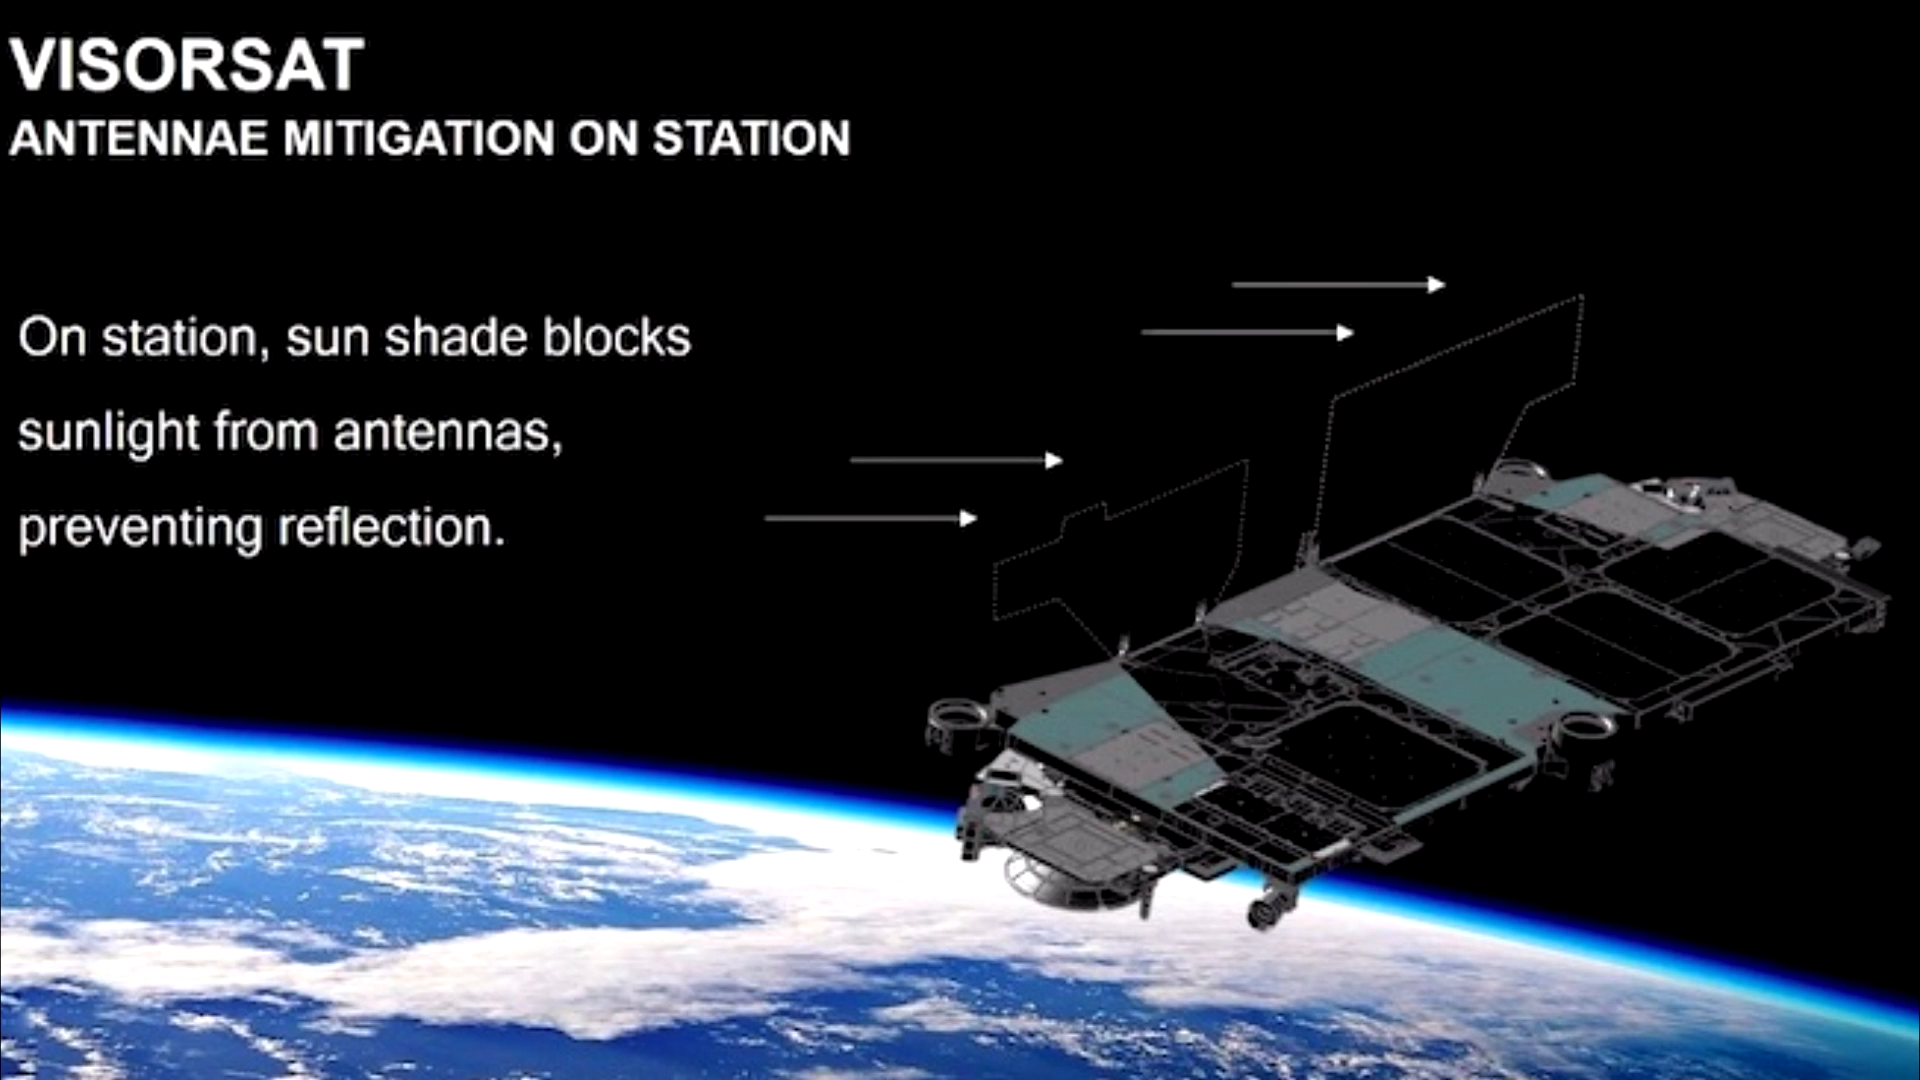 VISORSAT
ANTENNAE MITIGATION ON STATION
On station, sun shade blocks
sunlight from antennas,
preventing reflection.